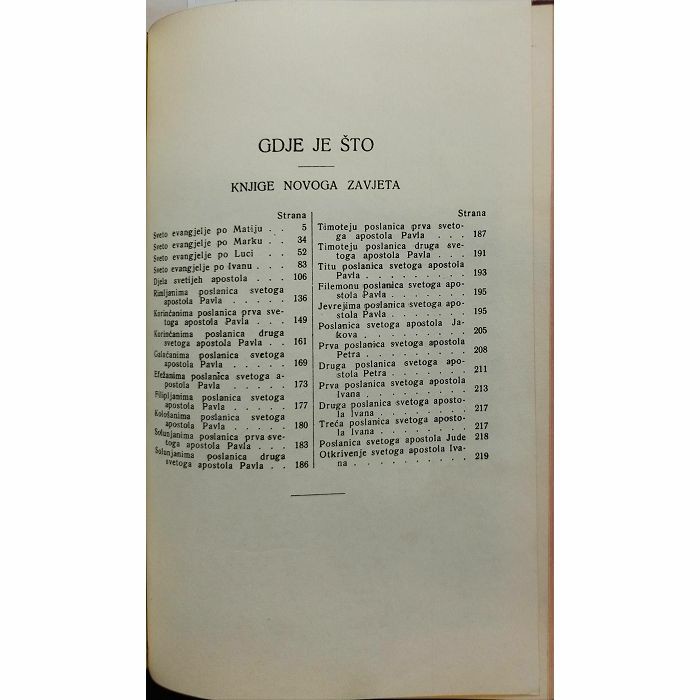 GDJE JE ŠTO
KNJIGE NOVOGA ZAVJETA
Strana
Sveto evangjelje po Matiju . . 5
Sveto evangjelje po Marku . . 34
Sveto evangjelje po Luci . . 52
Sveto evangjelje po Ivanu . . . 83
Djela svetijeh apostola . . . 106
Rimljanima poslanica svetoga
apostola Pavla . . . . . 136
Korinćanima poslanica prva sve-
toga apostola Pavla . . . . 149
Korinćanima poslanica druga
svetoga apostola Pavla . . . 161
Galaćanima poslanica svetoga
apostola Pavla . . . . . 169
Efežanima poslanica svetoga a-
postola Pavla . . . . . 173
Filipljanima poslanica svetoga
apostola Pavla . . . . . 177
Kološanima poslanica svetoga
apostola Pavla . . . . . 180
Solunjanima poslanica prva sve-
toga apostola Pavla . . . 183
Solunjanima poslanica druga
svetoga apostola Pavla . . 186
Strana
Timoteju poslanica prva sveto-
ga apostola Pavla . . . 187
Timoteju poslanica druga sve-
toga apostola Pavla . . . 191
Titu poslanica svetoga apostola
Pavla . . . . . . . . . 193
Filemonu poslanica svetoga apo-
stola Pavla . . . . . . . 195
Jevrejima poslanica svetoga apo-
stola Pavla . . . . . . . 195
Poslanica svetoga apostola Ja-
kova . . . . . . . . . 205
Prva poslanica svetoga apostola
Petra . . . . . . . . . 208
Druga poslanica svetoga apo-
stola Petra . . . . . . . 211
Prva poslanica svetoga apostola
Ivana . . . . . . . . . 213
Druga poslanica svetoga aposto-
la Ivana . . . . . . . . 217
Treća poslanica svetoga aposto-
la Ivana . . . . . . . . 217
Poslanica svetoga apostola Jude 218
Otkrivenje svetoga apostola Iva-
na . . . . . . . . . . 219